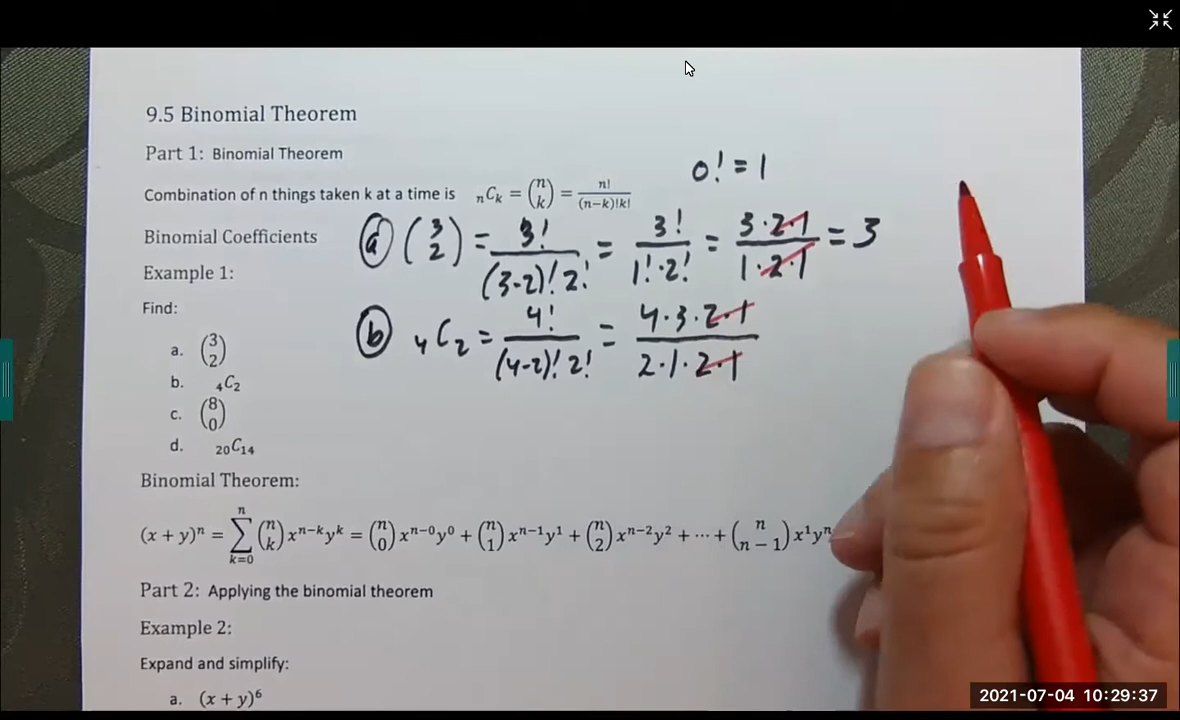 9.5 Binomial Theorem
Part 1: Binomial Theorem
0! = 1
Combination of n things taken k at a time is nCk = (n k) = n!/(n−k)!k!
Binomial Coefficients
ⓐ (3 2) = 3!/(3-2)! 2! = 3!/1!·2! = 3·2·1/1·2·1 = 3
Example 1:
Find:
ⓑ 4C2 = 4!/(4-2)! 2! = 4·3·2·1/2·1·2·1
a. (3 2)
b. 4C2
c. (8 0)
d. 20C14
Binomial Theorem:
(x + y)ⁿ = ∑ n k=0 (n k) xⁿ⁻ᵏyᵏ = (n 0) xⁿ⁻⁰y⁰ + (n 1) xⁿ⁻¹y¹ + (n 2) xⁿ⁻²y² + ⋯ + (n n − 1) x¹yⁿ
Part 2: Applying the binomial theorem
Example 2:
Expand and simplify:
a. (x + y)⁶
2021-07-04 10:29:37